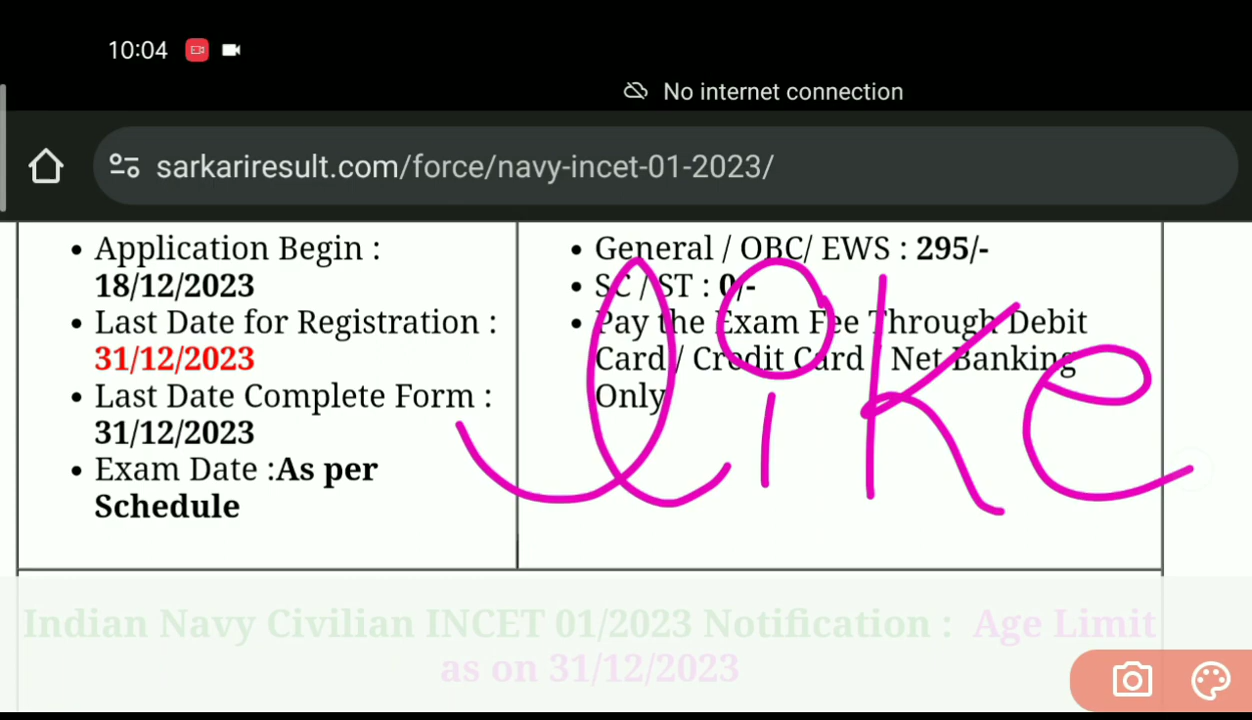 10:04
No internet connection
sarkariresult.com/force/navy-incet-01-2023/
Application Begin :
18/12/2023
Last Date for Registration :
31/12/2023
Last Date Complete Form :
31/12/2023
Exam Date :As per
Schedule
General / OBC/ EWS : 295/-
SC / ST : 0/-
Pay the Exam Fee Through Debit
Card / Credit Card / Net Banking
Only
like
Indian Navy Civilian INCET 01/2023 Notification : Age Limit
as on 31/12/2023